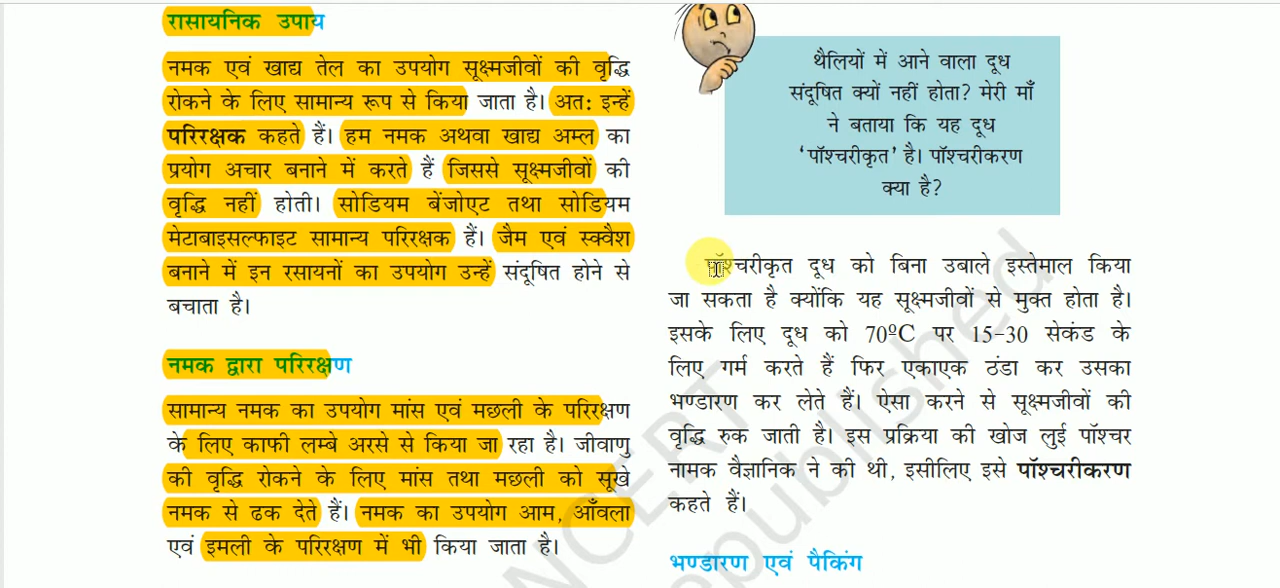 रासायनिक उपाय
नमक एवं खाद्य तेल का उपयोग सूक्ष्मजीवों की वृद्धि
रोकने के लिए सामान्य रूप से किया जाता है। अतः इन्हें
परिरक्षक कहते हैं। हम नमक अथवा खाद्य अम्ल का
प्रयोग अचार बनाने में करते हैं जिससे सूक्ष्मजीवों की
वृद्धि नहीं होती। सोडियम बेंजोएट तथा सोडियम
मेटाबाइसल्फाइट सामान्य परिरक्षक हैं। जैम एवं स्क्वैश
बनाने में इन रसायनों का उपयोग उन्हें संदूषित होने से
बचाता है।
नमक द्वारा परिरक्षण
सामान्य नमक का उपयोग मांस एवं मछली के परिरक्षण
के लिए काफी लम्बे अरसे से किया जा रहा है। जीवाणु
की वृद्धि रोकने के लिए मांस तथा मछली को सूखे
नमक से ढक देते हैं। नमक का उपयोग आम, आँवला
एवं इमली के परिरक्षण में भी किया जाता है।
थैलियों में आने वाला दूध
संदूषित क्यों नहीं होता? मेरी माँ
ने बताया कि यह दूध
‘पॉश्चरीकृत’ है। पॉश्चरीकरण
क्या है?
पॉश्चरीकृत दूध को बिना उबाले इस्तेमाल किया
जा सकता है क्योंकि यह सूक्ष्मजीवों से मुक्त होता है।
इसके लिए दूध को 70ºC पर 15-30 सेकंड के
लिए गर्म करते हैं फिर एकाएक ठंडा कर उसका
भण्डारण कर लेते हैं। ऐसा करने से सूक्ष्मजीवों की
वृद्धि रुक जाती है। इस प्रक्रिया की खोज लुई पॉश्चर
नामक वैज्ञानिक ने की थी, इसीलिए इसे पॉश्चरीकरण
कहते हैं।
भण्डारण एवं पैकिंग
NCERT
republished